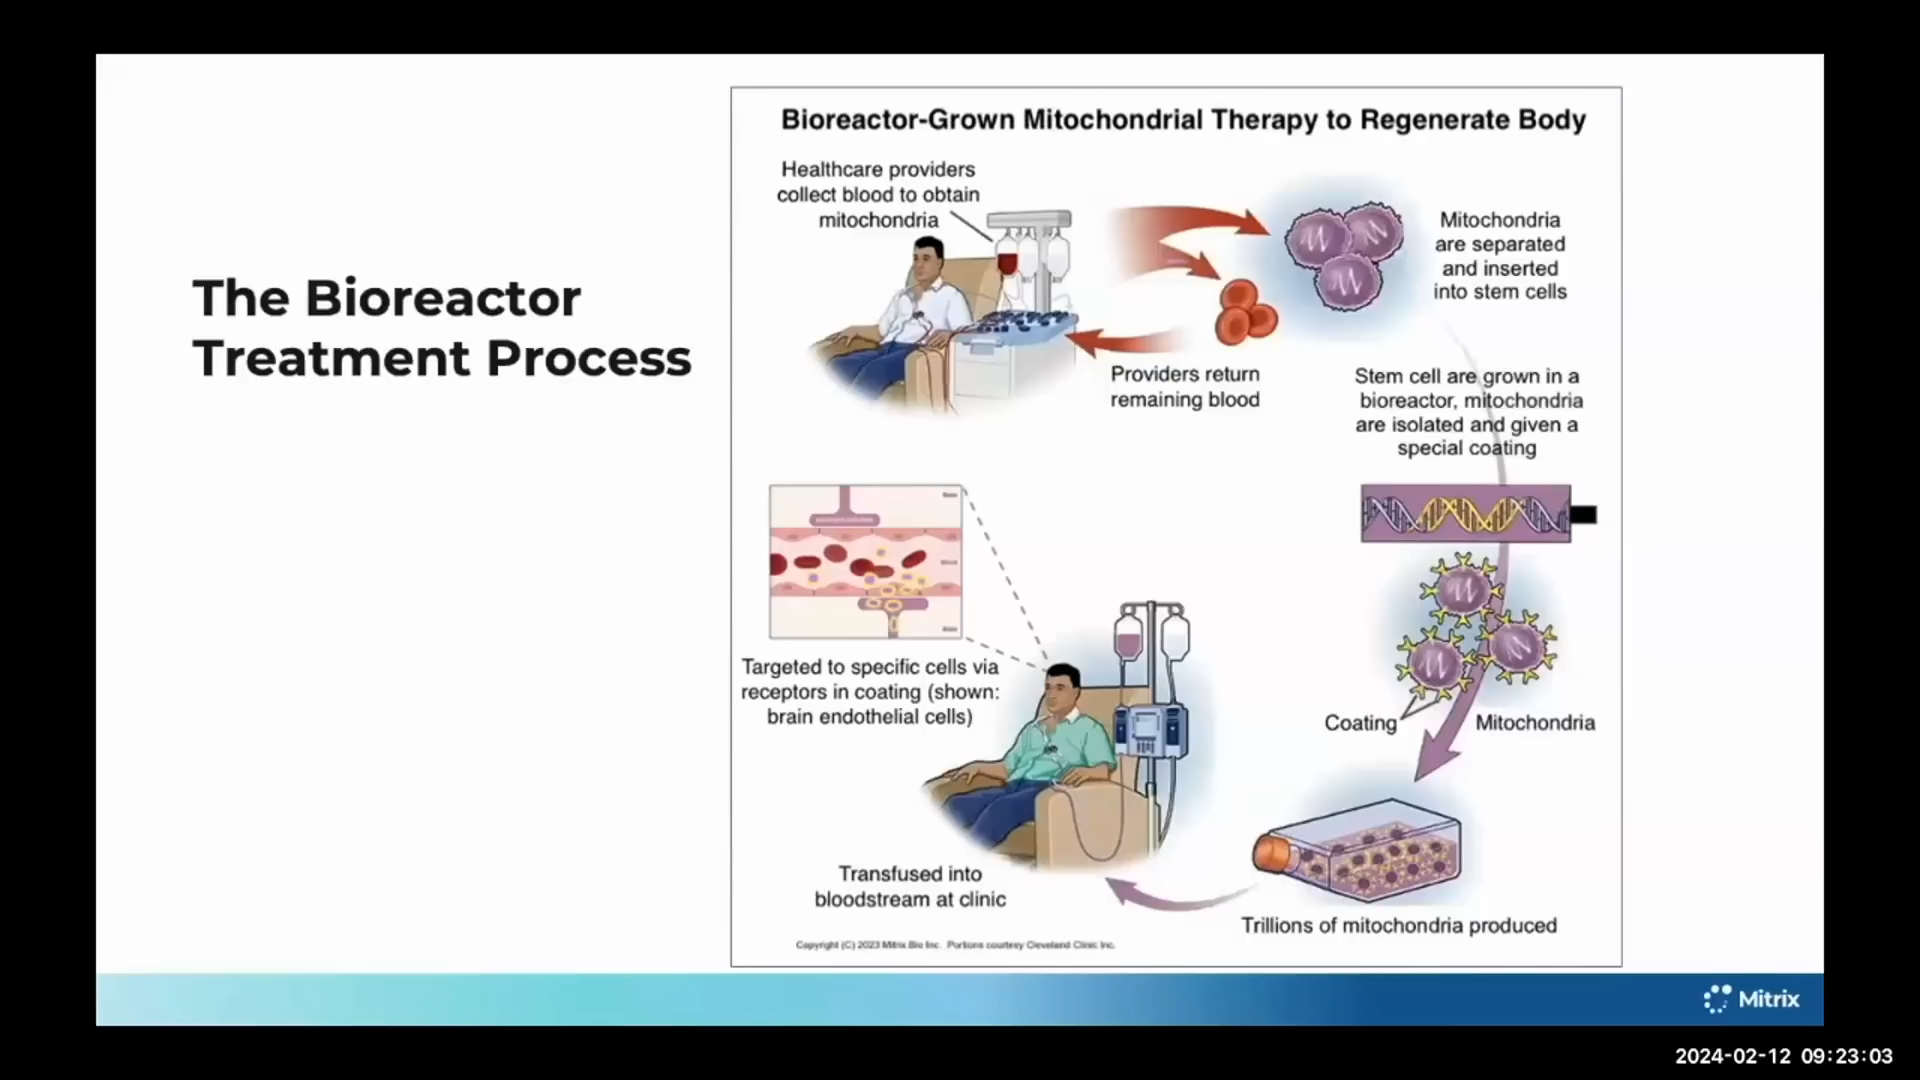 The Bioreactor
Treatment Process
Bioreactor-Grown Mitochondrial Therapy to Regenerate Body
Healthcare providers
collect blood to obtain
mitochondria
Mitochondria
are separated
and inserted
into stem cells
Providers return
remaining blood
Stem cell are grown in a
bioreactor, mitochondria
are isolated and given a
special coating
Coating
Mitochondria
Trillions of mitochondria produced
Targeted to specific cells via
receptors in coating (shown:
brain endothelial cells)
Transfused into
bloodstream at clinic
Copyright (C) 2023 Mitrix Bio Inc. Portions courtesy Cleveland Clinic Inc.
Mitrix
2024-02-12 09:23:03